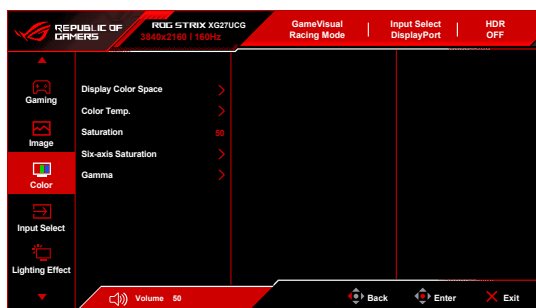 REPUBLIC OF
GAMERS
ROG STRIX XG27UCG
3840x2160 | 160Hz
GameVisual
Racing Mode
Input Select
DisplayPort
HDR
OFF
Gaming
Image
Color
Input Select
Lighting Effect
Display Color Space
Color Temp.
Saturation 50
Six-axis Saturation
Gamma
Volume 50
Back
Enter
Exit